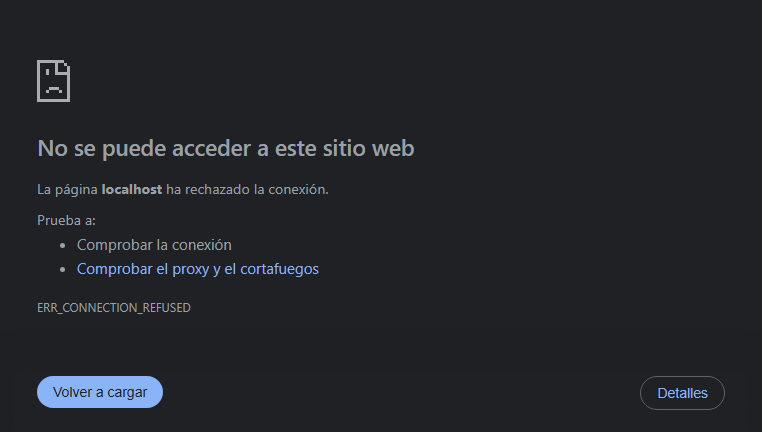 No se puede acceder a este sitio web
La página localhost ha rechazado la conexión.
Prueba a:
• Comprobar la conexión
• Comprobar el proxy y el cortafuegos
ERR_CONNECTION_REFUSED
Volver a cargar
Detalles